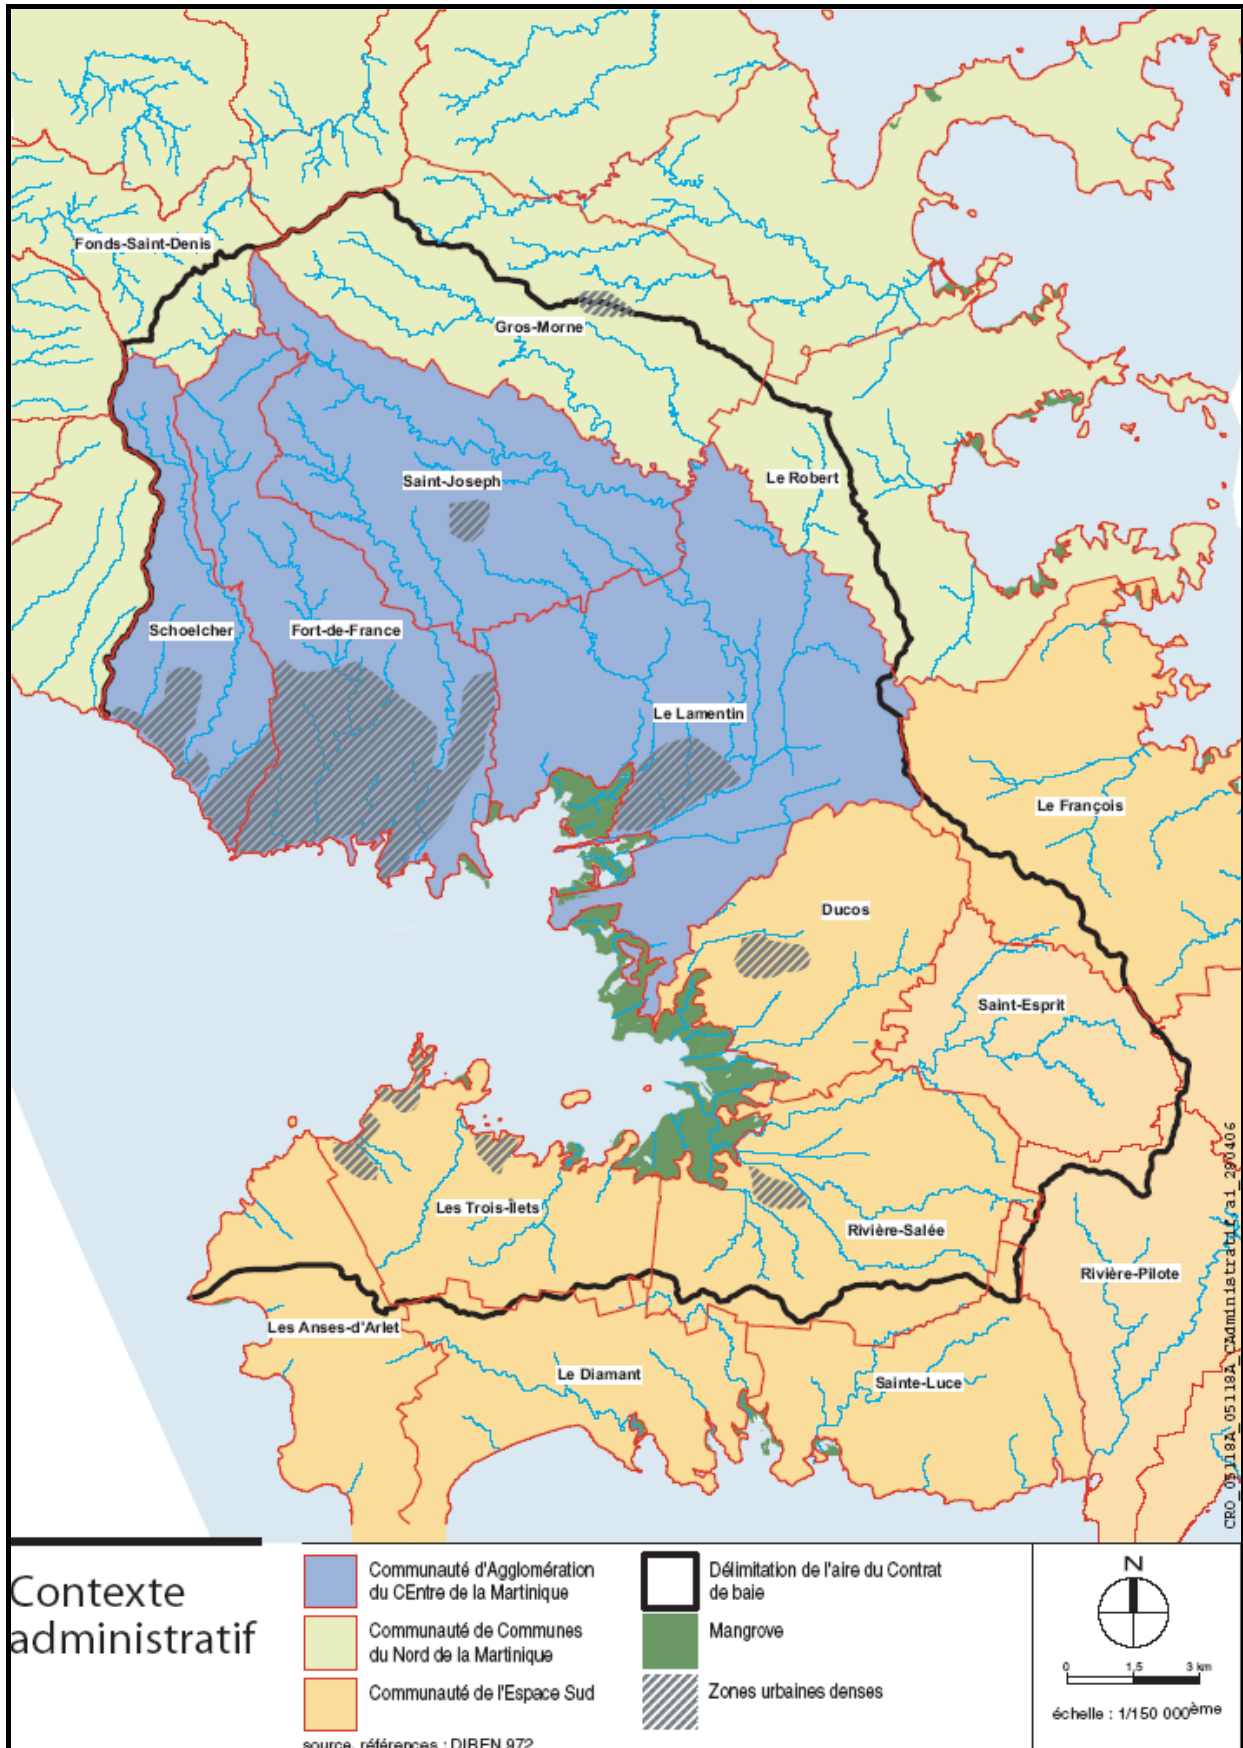 Fonds-Saint-Denis
Gros-Morne
Le Robert
Saint-Joseph
Schoelcher
Fort-de-France
Le Lamentin
Le François
Ducos
Saint-Esprit
Les Trois-Îlets
Rivière-Salée
Rivière-Pilote
Les Anses-d'Arlet
Le Diamant
Sainte-Luce
CRO_05118A_05118A_CAdministratif_a1_290406
Contexte
administratif
Communauté d'Agglomération
du CEntre de la Martinique
Communauté de Communes
du Nord de la Martinique
Communauté de l'Espace Sud
source, références : DIREN 972
Délimitation de l'aire du Contrat
de baie
Mangrove
Zones urbaines denses
N
0 1,5 3 km
échelle : 1/150 000ème